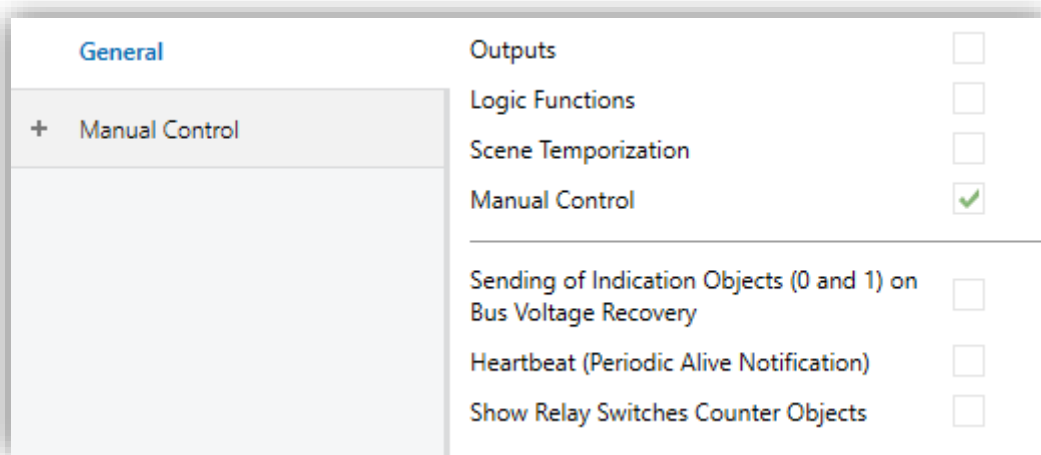 General
+ Manual Control
Outputs
Logic Functions
Scene Temporization
Manual Control
Sending of Indication Objects (0 and 1) on
Bus Voltage Recovery
Heartbeat (Periodic Alive Notification)
Show Relay Switches Counter Objects